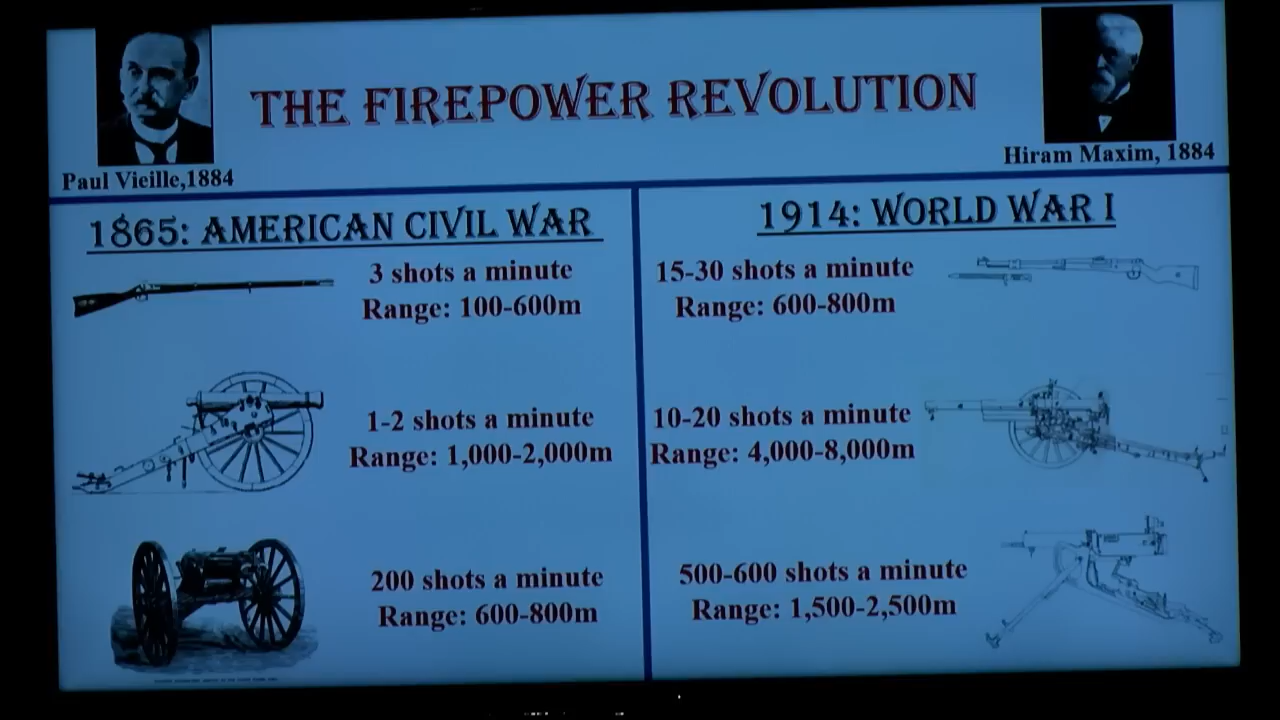 THE FIREPOWER REVOLUTION
Paul Vieille,1884
Hiram Maxim, 1884
1865: AMERICAN CIVIL WAR
3 shots a minute
Range: 100-600m
1-2 shots a minute
Range: 1,000-2,000m
200 shots a minute
Range: 600-800m
1914: WORLD WAR I
15-30 shots a minute
Range: 600-800m
10-20 shots a minute
Range: 4,000-8,000m
500-600 shots a minute
Range: 1,500-2,500m